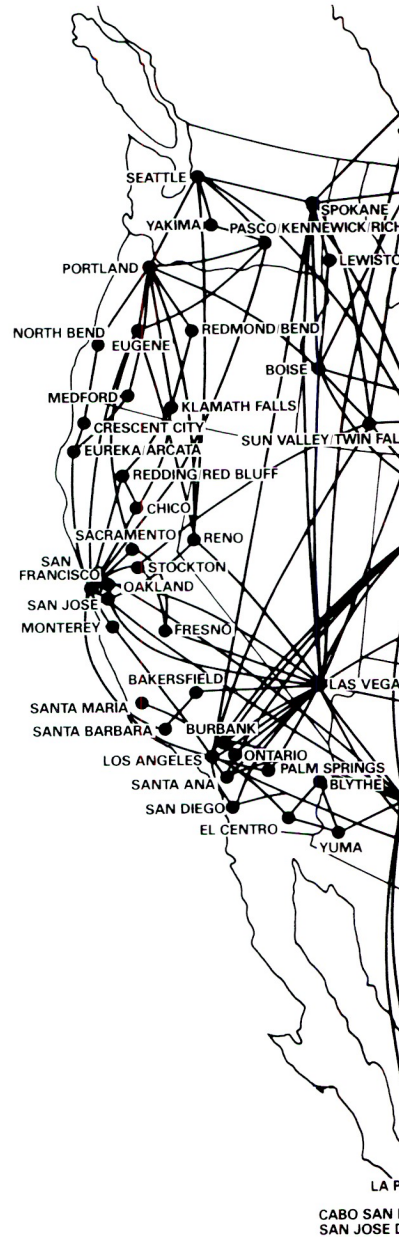 SEATTLE
SPOKANE
YAKIMA
PASCO/KENNEWICK/RICH
LEWISTO
PORTLAND
NORTH BEND
EUGENE
REDMOND/BEND
BOISE
MEDFORD
KLAMATH FALLS
CRESCENT CITY
SUN VALLEY/TWIN FAL
EUREKA/ARCATA
REDDING/RED BLUFF
CHICO
SACRAMENTO
RENO
SAN
FRANCISCO
STOCKTON
OAKLAND
SAN JOSE
MONTEREY
FRESNO
BAKERSFIELD
LAS VEGA
SANTA MARIA
SANTA BARBARA
BURBANK
LOS ANGELES
ONTARIO
PALM SPRINGS
SANTA ANA
BLYTHE
SAN DIEGO
EL CENTRO
YUMA
LA P
CABO SAN
SAN JOSE D